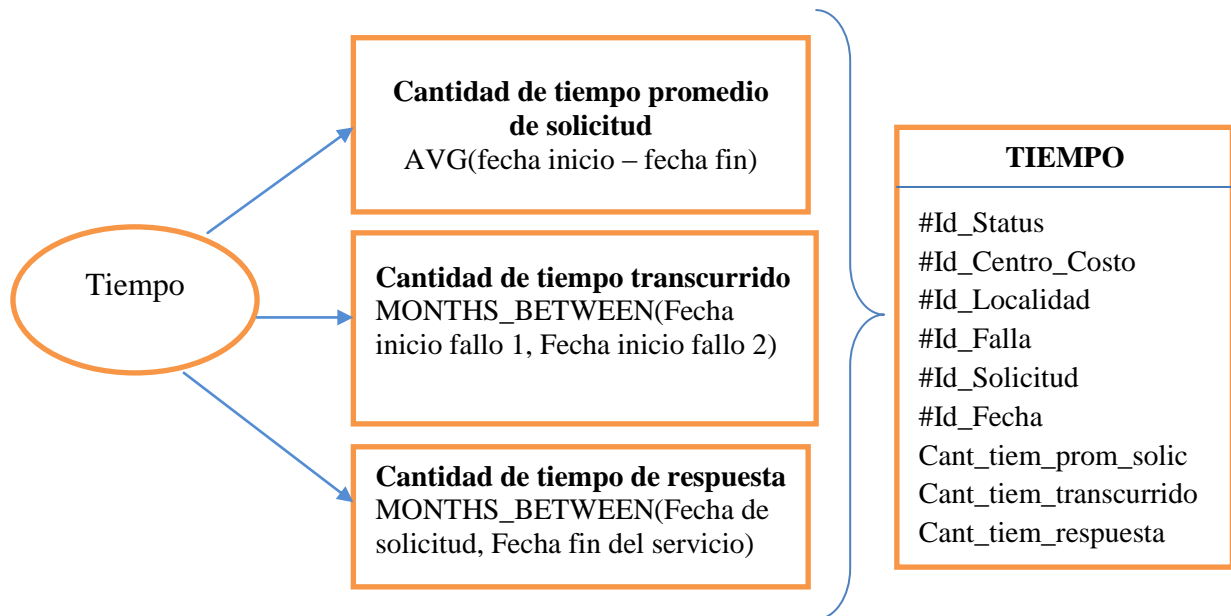 Tiempo
Cantidad de tiempo promedio
de solicitud
AVG(fecha inicio – fecha fin)
Cantidad de tiempo transcurrido
MONTHS_BETWEEN(Fecha
inicio fallo 1, Fecha inicio fallo 2)
Cantidad de tiempo de respuesta
MONTHS_BETWEEN(Fecha de
solicitud, Fecha fin del servicio)
TIEMPO
#Id_Status
#Id_Centro_Costo
#Id_Localidad
#Id_Falla
#Id_Solicitud
#Id_Fecha
Cant_tiem_prom_solic
Cant_tiem_transcurrido
Cant_tiem_respuesta